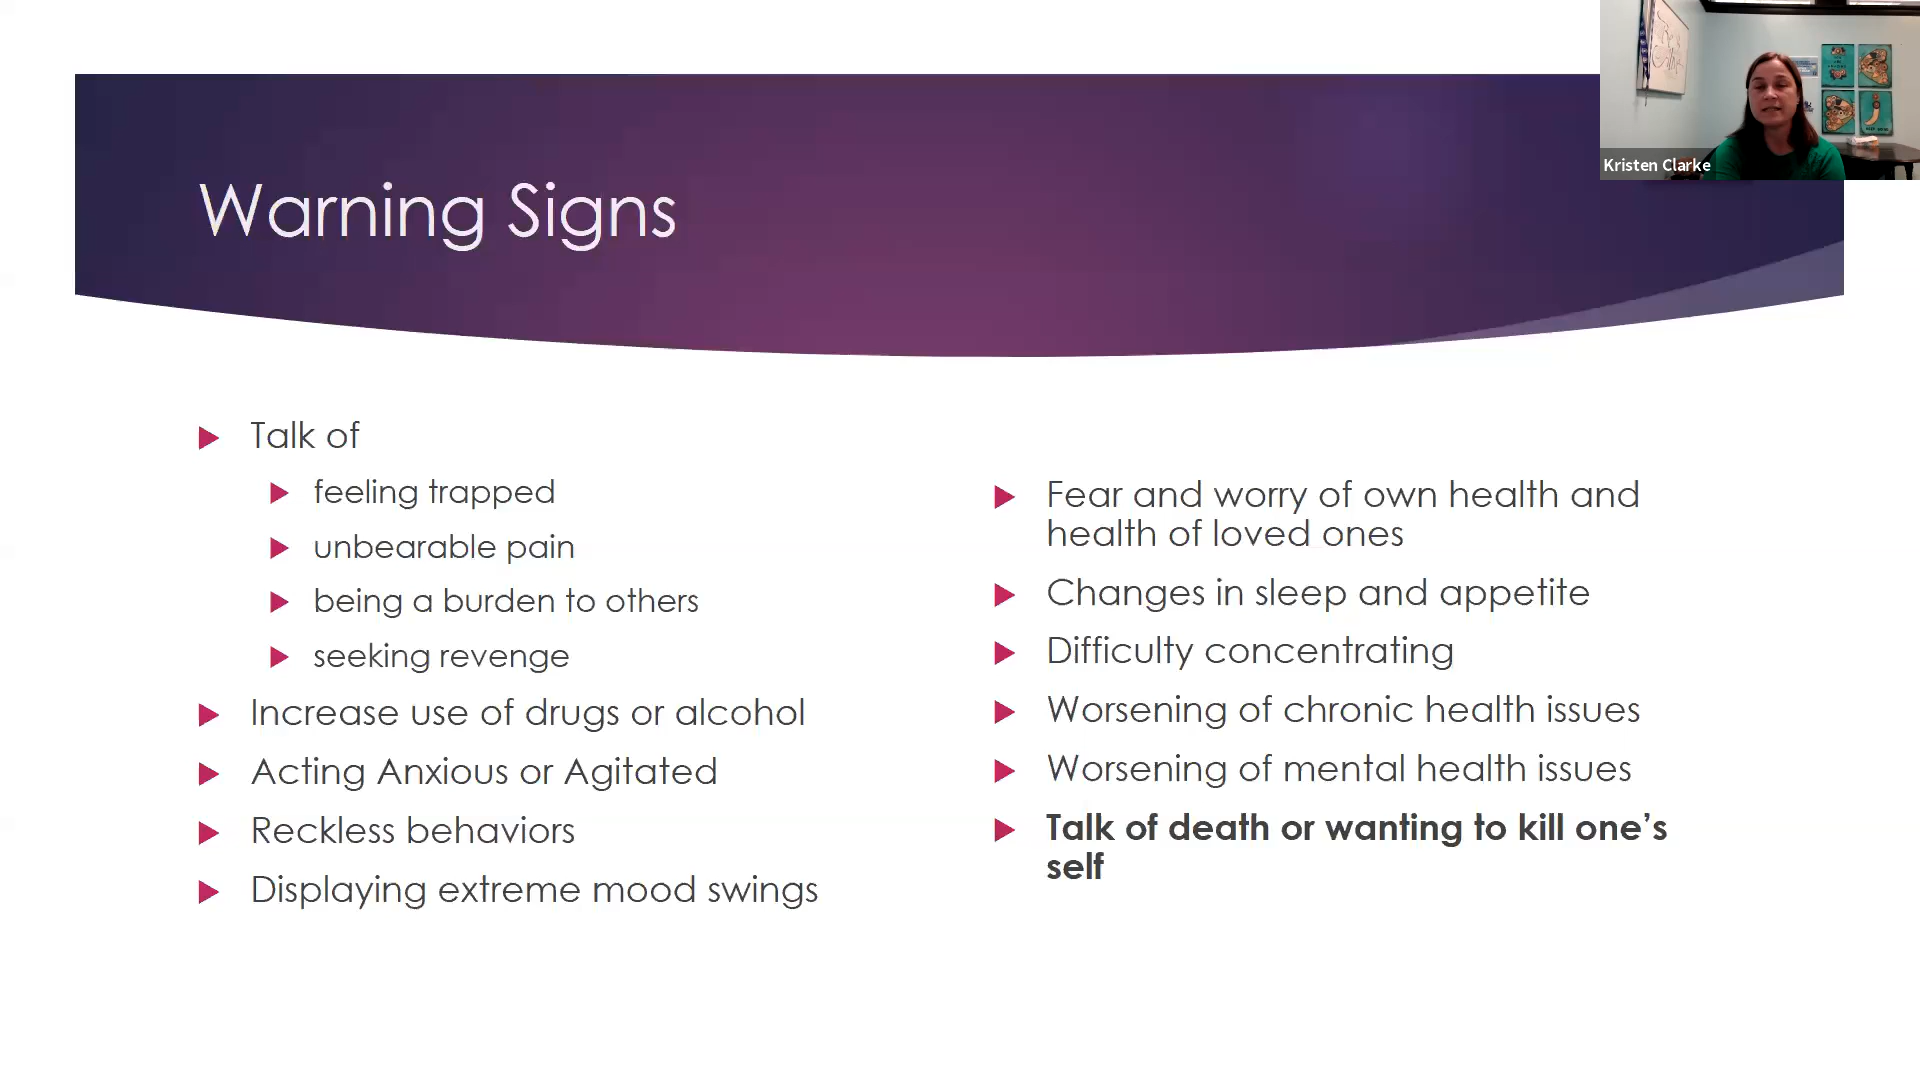 Warning Signs
Kristen Clarke
Talk of
feeling trapped
unbearable pain
being a burden to others
seeking revenge
Increase use of drugs or alcohol
Acting Anxious or Agitated
Reckless behaviors
Displaying extreme mood swings
Fear and worry of own health and
health of loved ones
Changes in sleep and appetite
Difficulty concentrating
Worsening of chronic health issues
Worsening of mental health issues
Talk of death or wanting to kill one’s
self